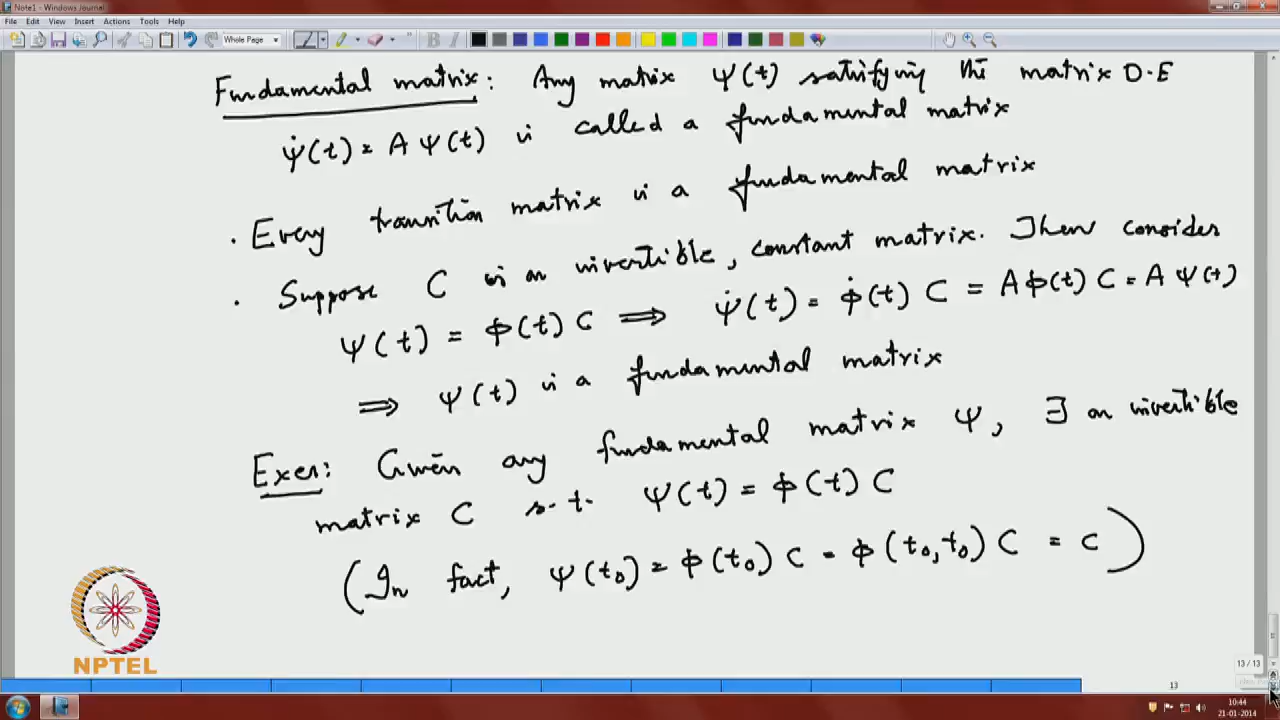 Note1 - Windows Journal
File Edit View Insert Actions Tools Help
Whole Page
Fundamental matrix: Any matrix Ψ(t) satisfying the matrix D.E
Ψ̇(t) = A Ψ(t) is called a fundamental matrix
· Every transition matrix is a fundamental matrix
· Suppose C is an invertible, constant matrix. Then consider
Ψ(t) = Φ(t) C ⟹ Ψ̇(t) = Φ̇(t) C = A Φ(t) C = A Ψ(t)
⟹ Ψ(t) is a fundamental matrix
Exer: Given any fundamental matrix Ψ, ∃ an invertible
matrix C s.t. Ψ(t) = Φ(t) C
(In fact, Ψ(t₀) = Φ(t₀) C = Φ(t₀,t₀) C = C)
NPTEL
13 / 13
13
10:44
21-01-2014